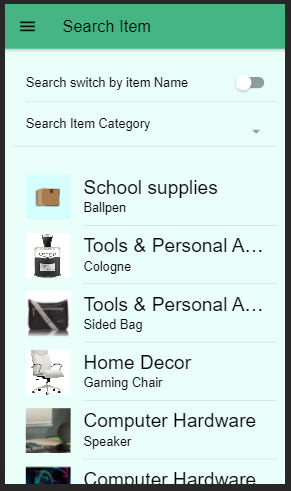 Search Item
Search switch by item Name
Search Item Category
School supplies
Ballpen
Tools & Personal A...
Cologne
Tools & Personal A...
Sided Bag
Home Decor
Gaming Chair
Computer Hardware
Speaker
Computer Hardware